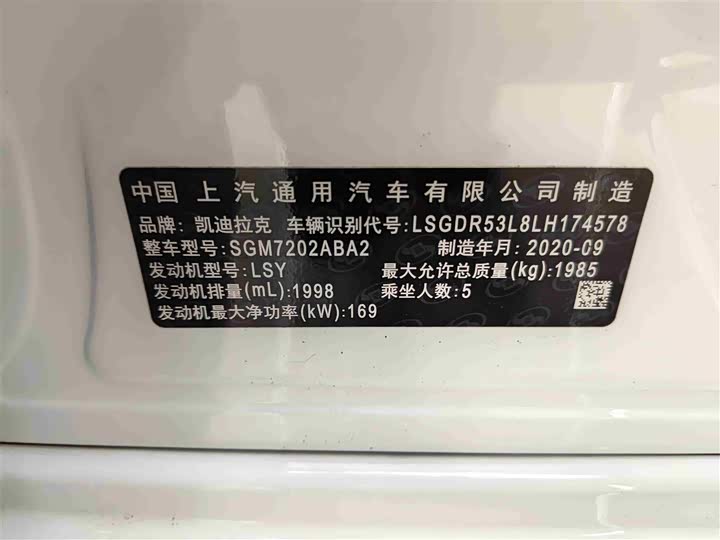 中国 上汽通用汽车有限公司制造
品牌: 凯迪拉克 车辆识别代号: LSGDR53L8LH174578
整车型号: SGM7202ABA2 制造年月: 2020-09
发动机型号: LSY 最大允许总质量(kg): 1985
发动机排量(mL): 1998 乘坐人数: 5
发动机最大净功率(kW): 169